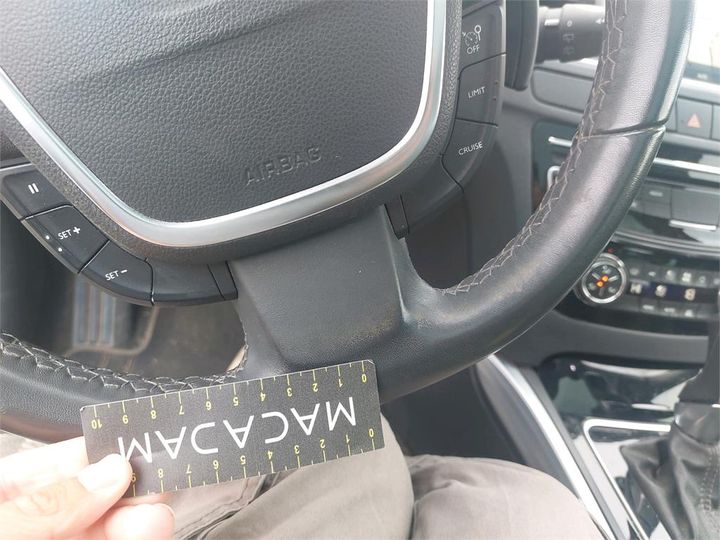 OFF
LIMIT
CRUISE
AIRBAG
SET +
SET -
0 1 2 3 4 5 6 7 8 9 10
MACADAM
0 1 2 3 4 5 6 7 8 9